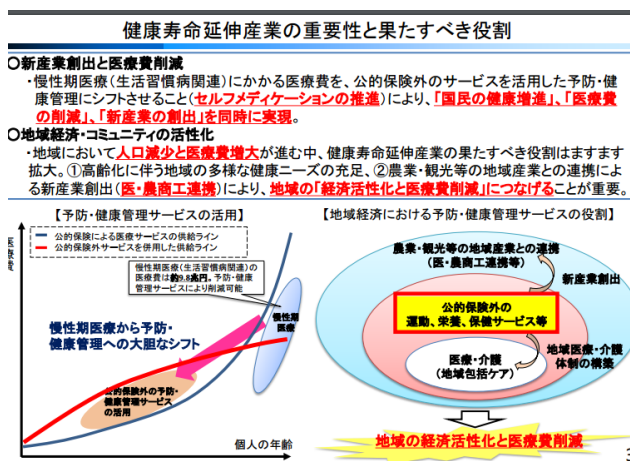 健康寿命延伸産業の重要性と果たすべき役割
○新産業創出と医療費削減
・慢性期医療(生活習慣病関連)にかかる医療費を、公的保険外のサービスを活用した予防・健
康管理にシフトさせること(セルフメディケーションの推進)により、「国民の健康増進」、「医療費
の削減」、「新産業の創出」を同時に実現。
○地域経済・コミュニティの活性化
・地域において人口減少と医療費増大が進む中、健康寿命延伸産業の果たすべき役割はますます
拡大。①高齢化に伴う地域の多様な健康ニーズの充足、②農業・観光等の地域産業との連携によ
る新産業創出(医・農商工連携)により、地域の「経済活性化と医療費削減」につなげることが重要。
【予防・健康管理サービスの活用】
医療費
公的保険による医療サービスの供給ライン
公的保険外サービスを併用した供給ライン
慢性期医療(生活習慣病関連)の
医療費は約9.8兆円。予防・健康
管理サービスにより削減可能
慢性期
医療
慢性期医療から予防・
健康管理への大胆なシフト
公的保険外の予防・
健康管理サービス
の活用
個人の年齢
【地域経済における予防・健康管理サービスの役割】
農業・観光等の地域産業との連携
(医・農商工連携等)
新産業創出
公的保険外の
運動、栄養、保健サービス等
地域医療・介護
体制の構築
医療・介護
(地域包括ケア)
地域の経済活性化と医療費削減
3